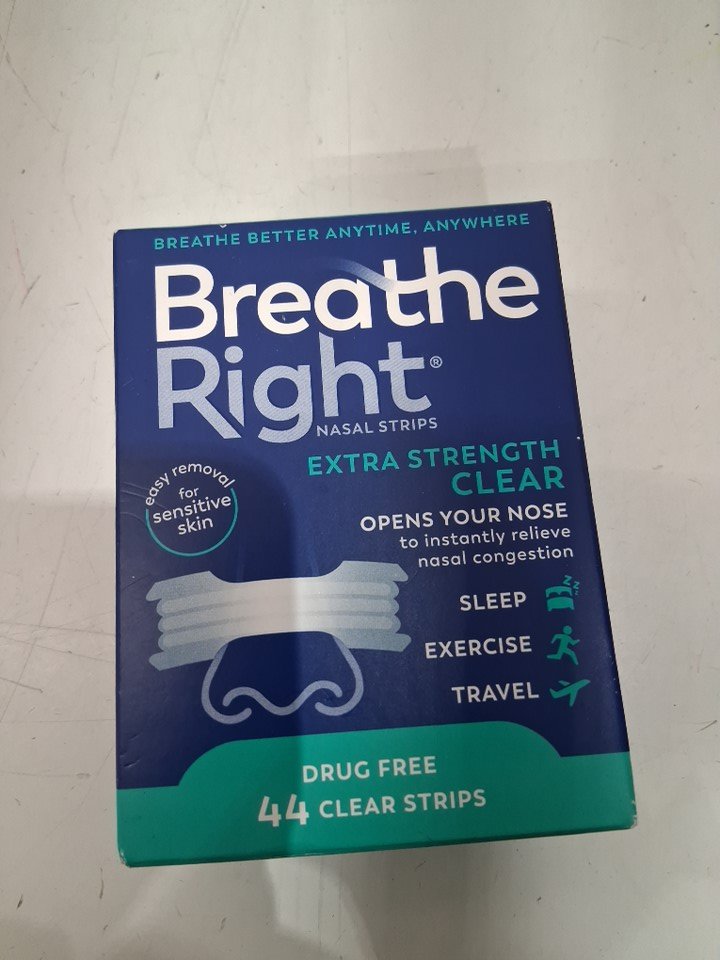 BREATHE BETTER ANYTIME, ANYWHERE
Breathe
Right®
NASAL STRIPS
EXTRA STRENGTH
CLEAR
easy removal
for
sensitive
skin
OPENS YOUR NOSE
to instantly relieve
nasal congestion
SLEEP
EXERCISE
TRAVEL
DRUG FREE
44 CLEAR STRIPS